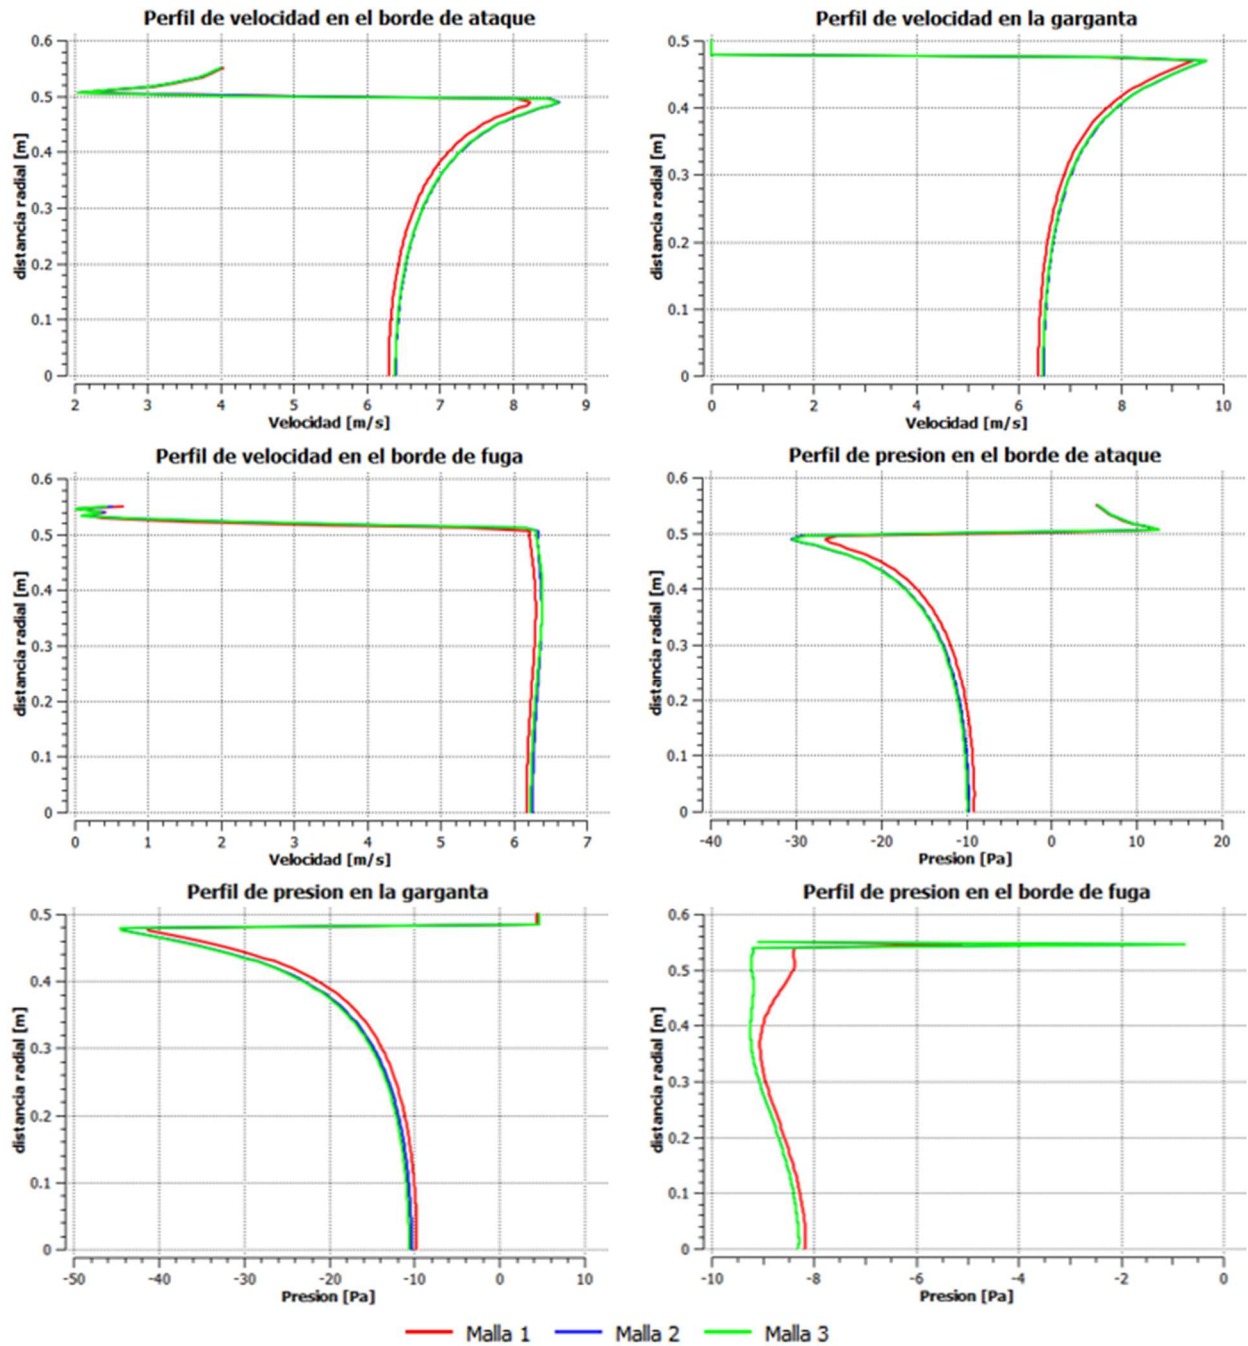 Perfil de velocidad en el borde de ataque
0.6
0.5
0.4
0.3
0.2
0.1
0
distancia radial [m]
2 3 4 5 6 7 8 9
Velocidad [m/s]
Perfil de velocidad en la garganta
0.5
0.4
0.3
0.2
0.1
0
distancia radial [m]
0 2 4 6 8 10
Velocidad [m/s]
Perfil de velocidad en el borde de fuga
0.6
0.5
0.4
0.3
0.2
0.1
0
distancia radial [m]
0 1 2 3 4 5 6 7
Velocidad [m/s]
Perfil de presion en el borde de ataque
0.6
0.5
0.4
0.3
0.2
0.1
0
distancia radial [m]
-40 -30 -20 -10 0 10 20
Presion [Pa]
Perfil de presion en la garganta
0.5
0.4
0.3
0.2
0.1
0
distancia radial [m]
-50 -40 -30 -20 -10 0 10
Presion [Pa]
Perfil de presion en el borde de fuga
0.6
0.5
0.4
0.3
0.2
0.1
0
distancia radial [m]
-10 -8 -6 -4 -2 0
Presion [Pa]
Malla 1 Malla 2 Malla 3